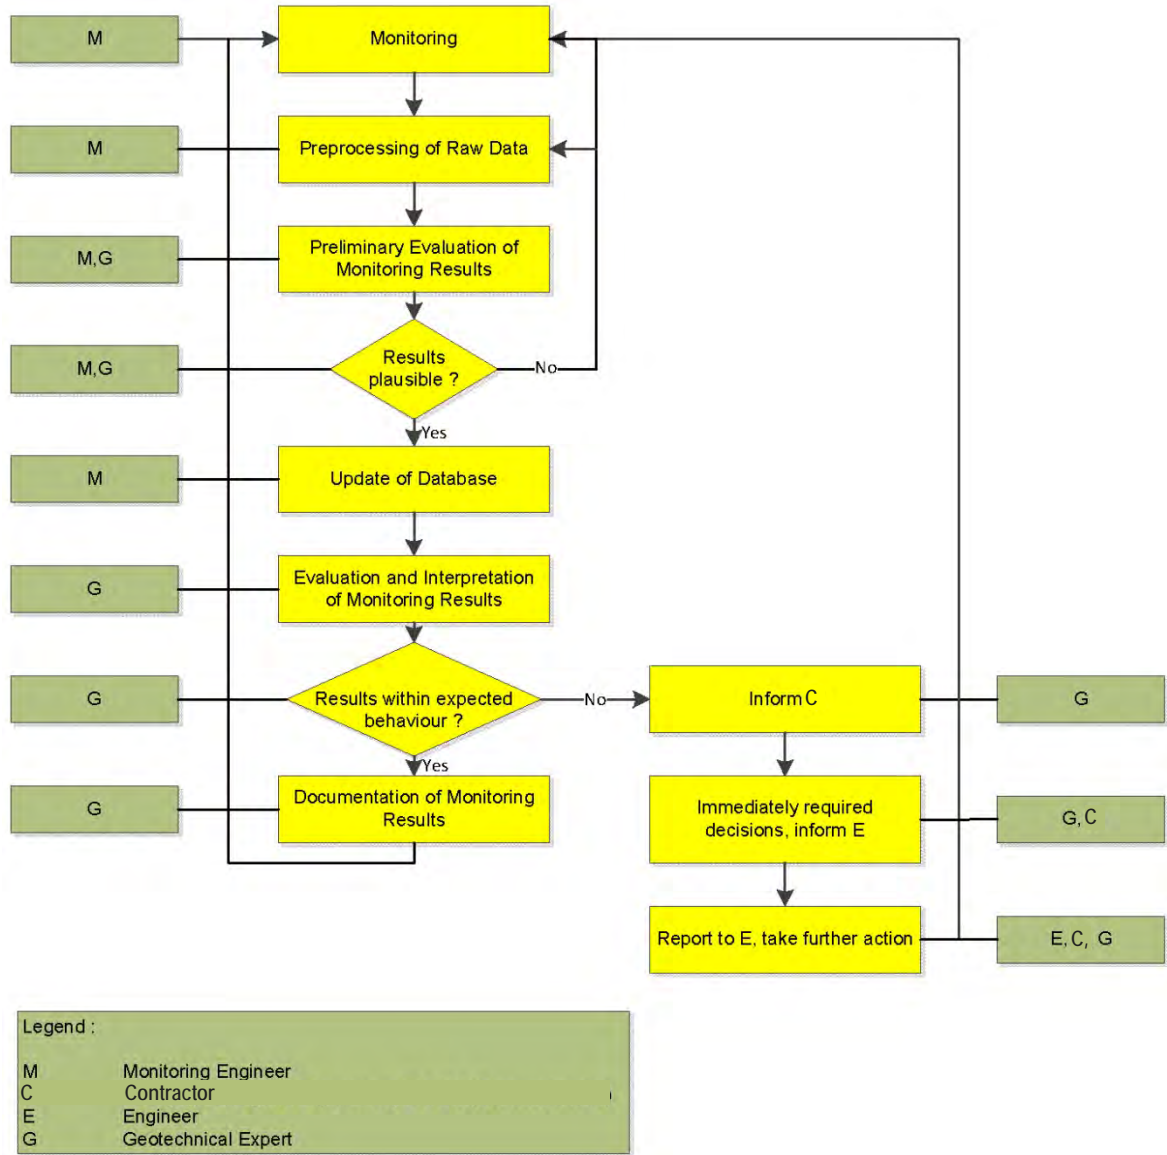 M
Monitoring
M
Preprocessing of Raw Data
M,G
Preliminary Evaluation of
Monitoring Results
M,G
Results
plausible ?
No
Yes
M
Update of Database
G
Evaluation and Interpretation
of Monitoring Results
G
Results within expected
behaviour ?
No
Inform C
G
Yes
G
Documentation of Monitoring
Results
Immediately required
decisions, inform E
G, C
Report to E, take further action
E, C, G
Legend :
M Monitoring Engineer
C Contractor
E Engineer
G Geotechnical Expert